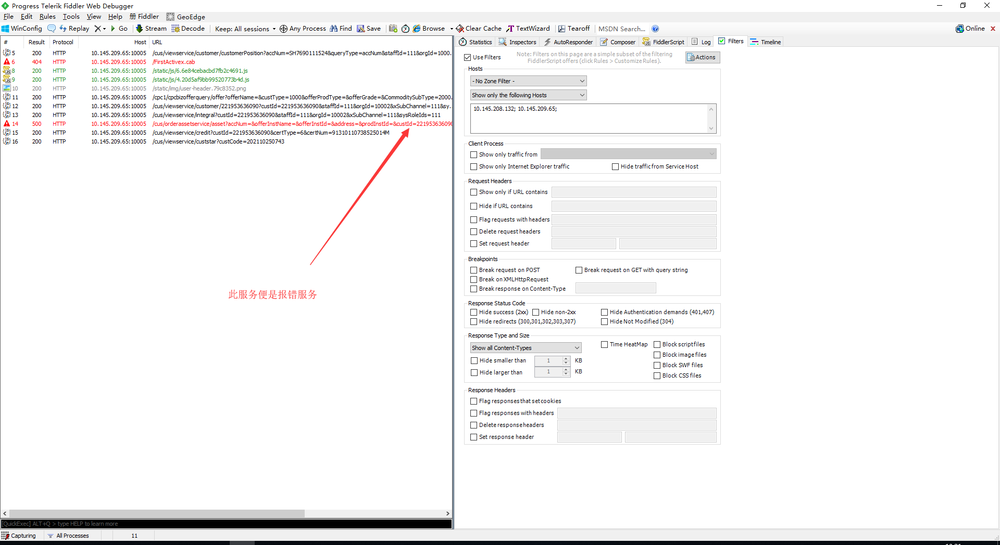 Progress Telerik Fiddler Web Debugger
File Edit Rules Tools View Help Fiddler GeoEdge
WinConfig Replay Go Stream Decode Keep: All sessions Any Process Find Save Browse Clear Cache TextWizard Tearoff MSDN Search... Online
# Result Protocol Host URL
5 200 HTTP 10.145.209.65:10005 /cus/viewservice/customer/customerPosition?accNum=SH7690111524&queryType=accNum&staffId=111&orgId=1000.
6 404 HTTP 10.145.209.65:10005 /FirstActivex.cab
8 200 HTTP 10.145.209.65:10005 /static/js/6.6e84cebacbd7fb2c4691.js
9 200 HTTP 10.145.209.65:10005 /static/js/4.20d5af9bb99520773b4d.js
10 200 HTTP 10.145.209.65:10005 /static/img/user-header.79c8352.png
11 200 HTTP 10.145.209.65:10005 /cpc1/cpcbizofferquery/offer?offerName=&custType=1000&offerProdType=&offerGrade=&CommoditySubType=2000.
12 200 HTTP 10.145.209.65:10005 /cus/viewservice/customer/221953636090?custId=221953636090&staffId=111&orgId=10002&xSubChannel=111&sy.
13 200 HTTP 10.145.209.65:10005 /cus/viewservice/integral?custId=221953636090&staffId=111&orgId=10002&xSubChannel=111&sysRoleIds=111
14 500 HTTP 10.145.209.65:10005 /cus/orderassetservice/asset?accNum=&offerInstName=&offerInstId=&address=&prodInstId=&custId=221953636090
15 200 HTTP 10.145.209.65:10005 /cus/viewservice/credit?custId=221953636090&certType=6&certNum=91310110738525014M
16 200 HTTP 10.145.209.65:10005 /cus/viewservice/custstar?custCode=202110250743
此服务便是报错服务
[QuickExec] ALT+Q > type HELP to learn more
Capturing All Processes 11
Statistics Inspectors AutoResponder Composer FiddlerScript Log Filters Timeline
Use Filters
Note: Filters on this page are a simple subset of the filtering
FiddlerScript offers (click Rules > Customize Rules).
Actions
Hosts
- No Zone Filter -
Show only the following Hosts
10.145.208.132; 10.145.209.65;
Client Process
Show only traffic from
Show only Internet Explorer traffic Hide traffic from Service Host
Request Headers
Show only if URL contains
Hide if URL contains
Flag requests with headers
Delete request headers
Set request header
Breakpoints
Break request on POST Break request on GET with query string
Break on XMLHttpRequest
Break response on Content-Type
Response Status Code
Hide success (2xx) Hide non-2xx Hide Authentication demands (401,407)
Hide redirects (300,301,302,303,307) Hide Not Modified (304)
Response Type and Size
Show all Content-Types Time HeatMap Block script files
Block image files
Hide smaller than 1 KB Block SWF files
Hide larger than 1 KB Block CSS files
Response Headers
Flag responses that set cookies
Flag responses with headers
Delete response headers
Set response header